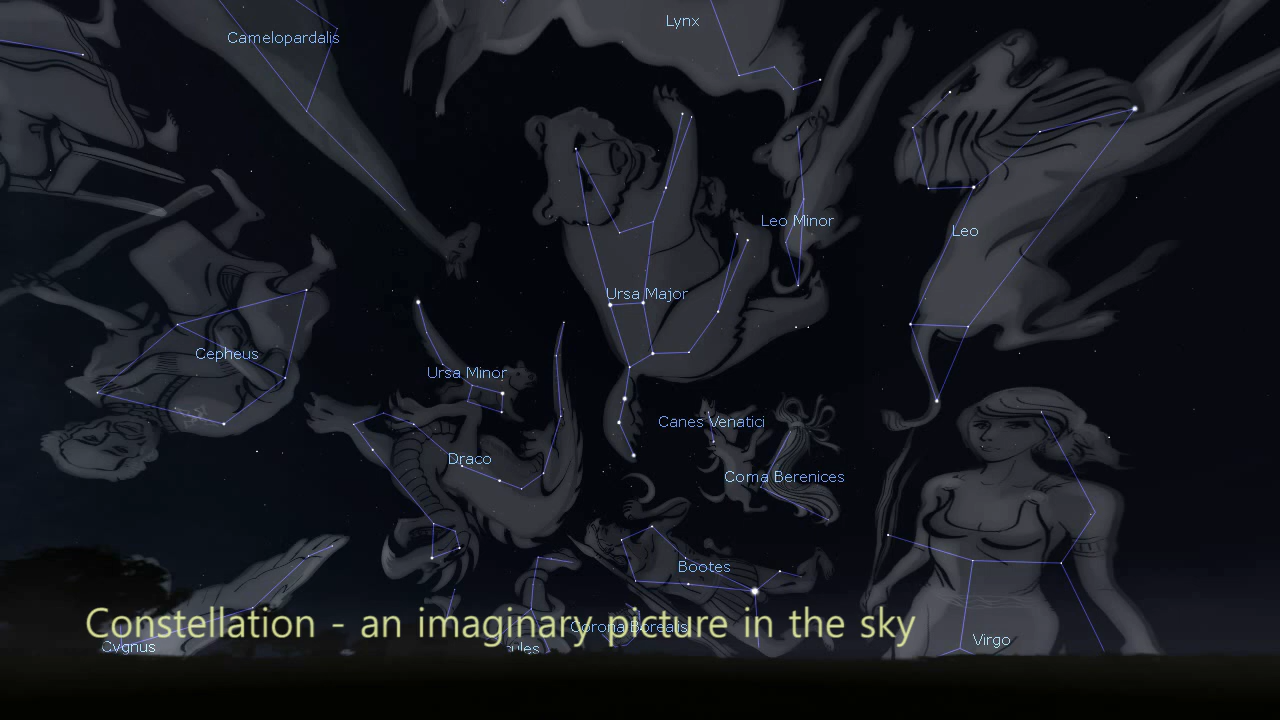 Lynx
Camelopardalis
Leo Minor
Leo
Ursa Major
Cepheus
Ursa Minor
Canes Venatici
Draco
Coma Berenices
Bootes
Constellation - an imaginary picture in the sky
Corona Borealis
Cygnus
cules
Virgo